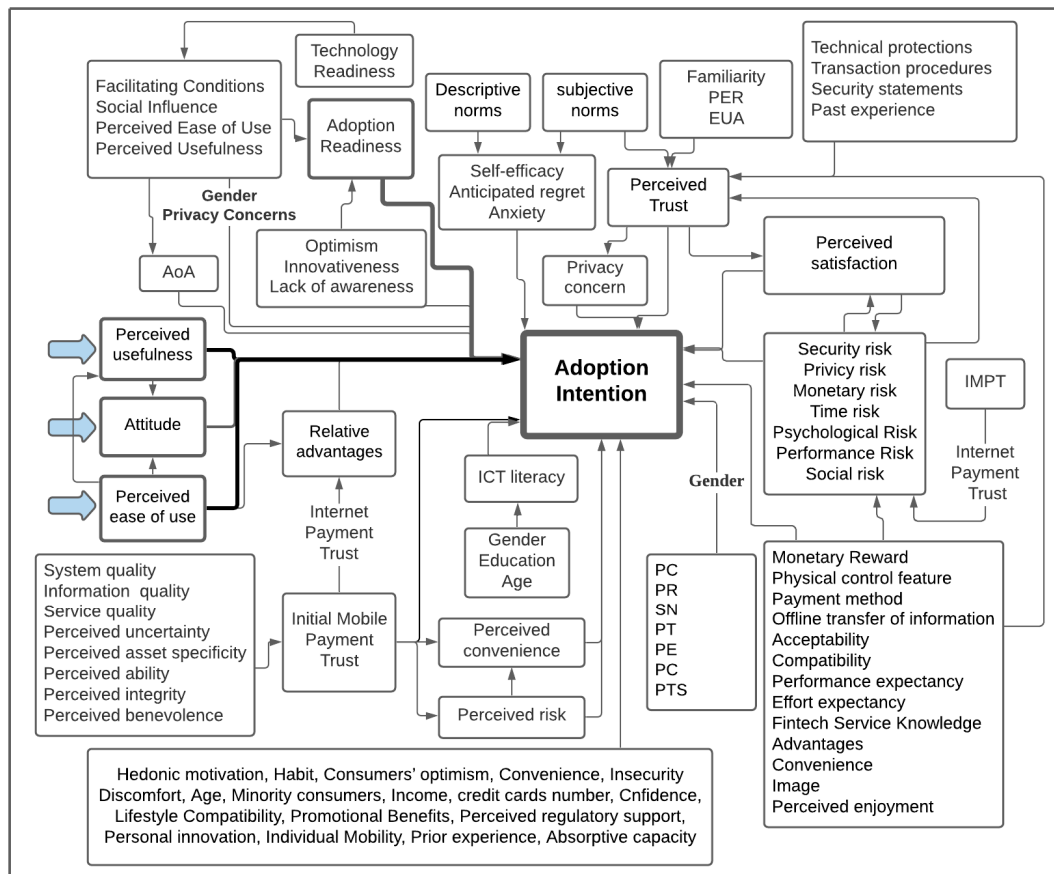 Technology
Readiness
Facilitating Conditions
Social Influence
Perceived Ease of Use
Perceived Usefulness
Adoption
Readiness
Descriptive
norms
subjective
norms
Familiarity
PER
EUA
Technical protections
Transaction procedures
Security statements
Past experience
Self-efficacy
Anticipated regret
Anxiety
Perceived
Trust
Gender
Privacy Concerns
AoA
Optimism
Innovativeness
Lack of awareness
Privacy
concern
Perceived
satisfaction
Perceived
usefulness
Attitude
Perceived
ease of use
Relative
advantages
Adoption
Intention
Security risk
Privicy risk
Monetary risk
Time risk
Psychological Risk
Performance Risk
Social risk
IMPT
Internet
Payment
Trust
ICT literacy
Gender
Education
Age
Gender
Internet
Payment
Trust
System quality
Information  quality
Service quality
Perceived uncertainty
Perceived asset specificity
Perceived ability
Perceived integrity
Perceived benevolence
Initial Mobile
Payment
Trust
Perceived
convenience
Perceived risk
PC
PR
SN
PT
PE
PC
PTS
Monetary Reward
Physical control feature
Payment method
Offline transfer of information
Acceptability
Compatibility
Performance expectancy
Effort expectancy
Fintech Service Knowledge
Advantages
Convenience
Image
Perceived enjoyment
Hedonic motivation, Habit, Consumers' optimism, Convenience, Insecurity
Discomfort, Age, Minority consumers, Income, credit cards number, Cnfidence,
Lifestyle Compatibility, Promotional Benefits, Perceived regulatory support,
Personal innovation, Individual Mobility, Prior experience, Absorptive capacity